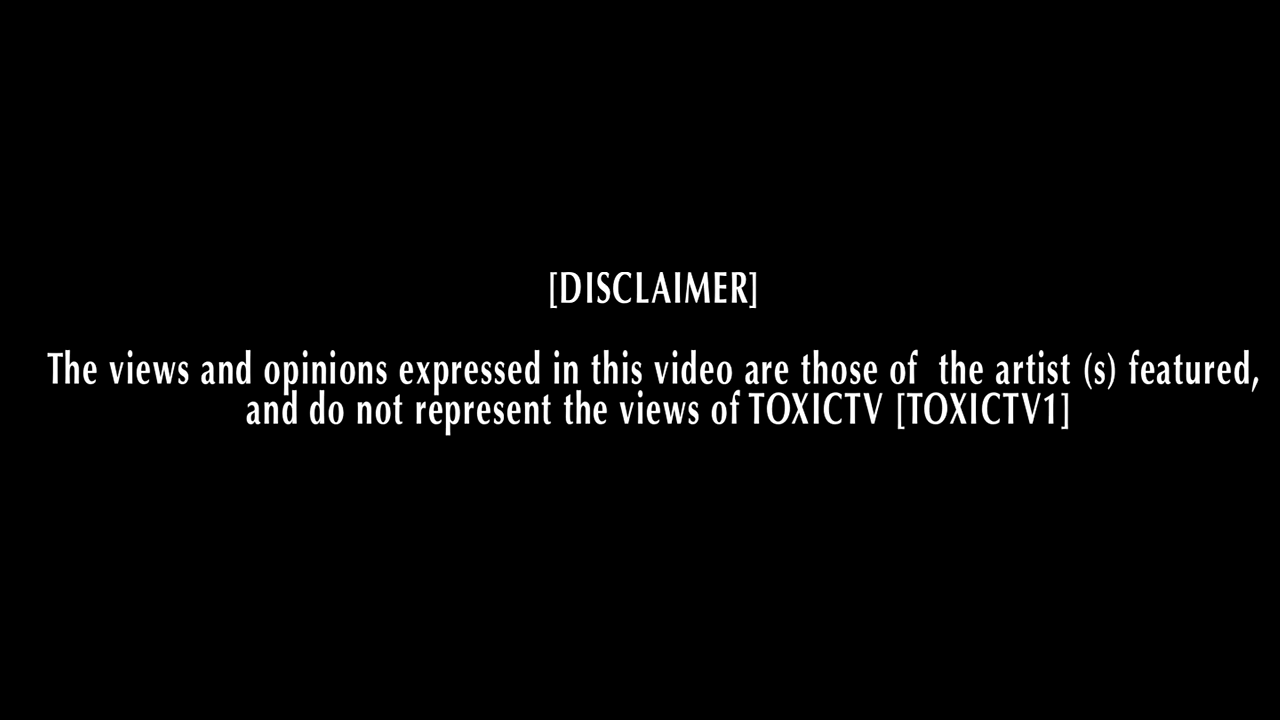 [DISCLAIMER]
The views and opinions expressed in this video are those of  the artist (s) featured,
and do not represent the views of TOXICTV [TOXICTV1]